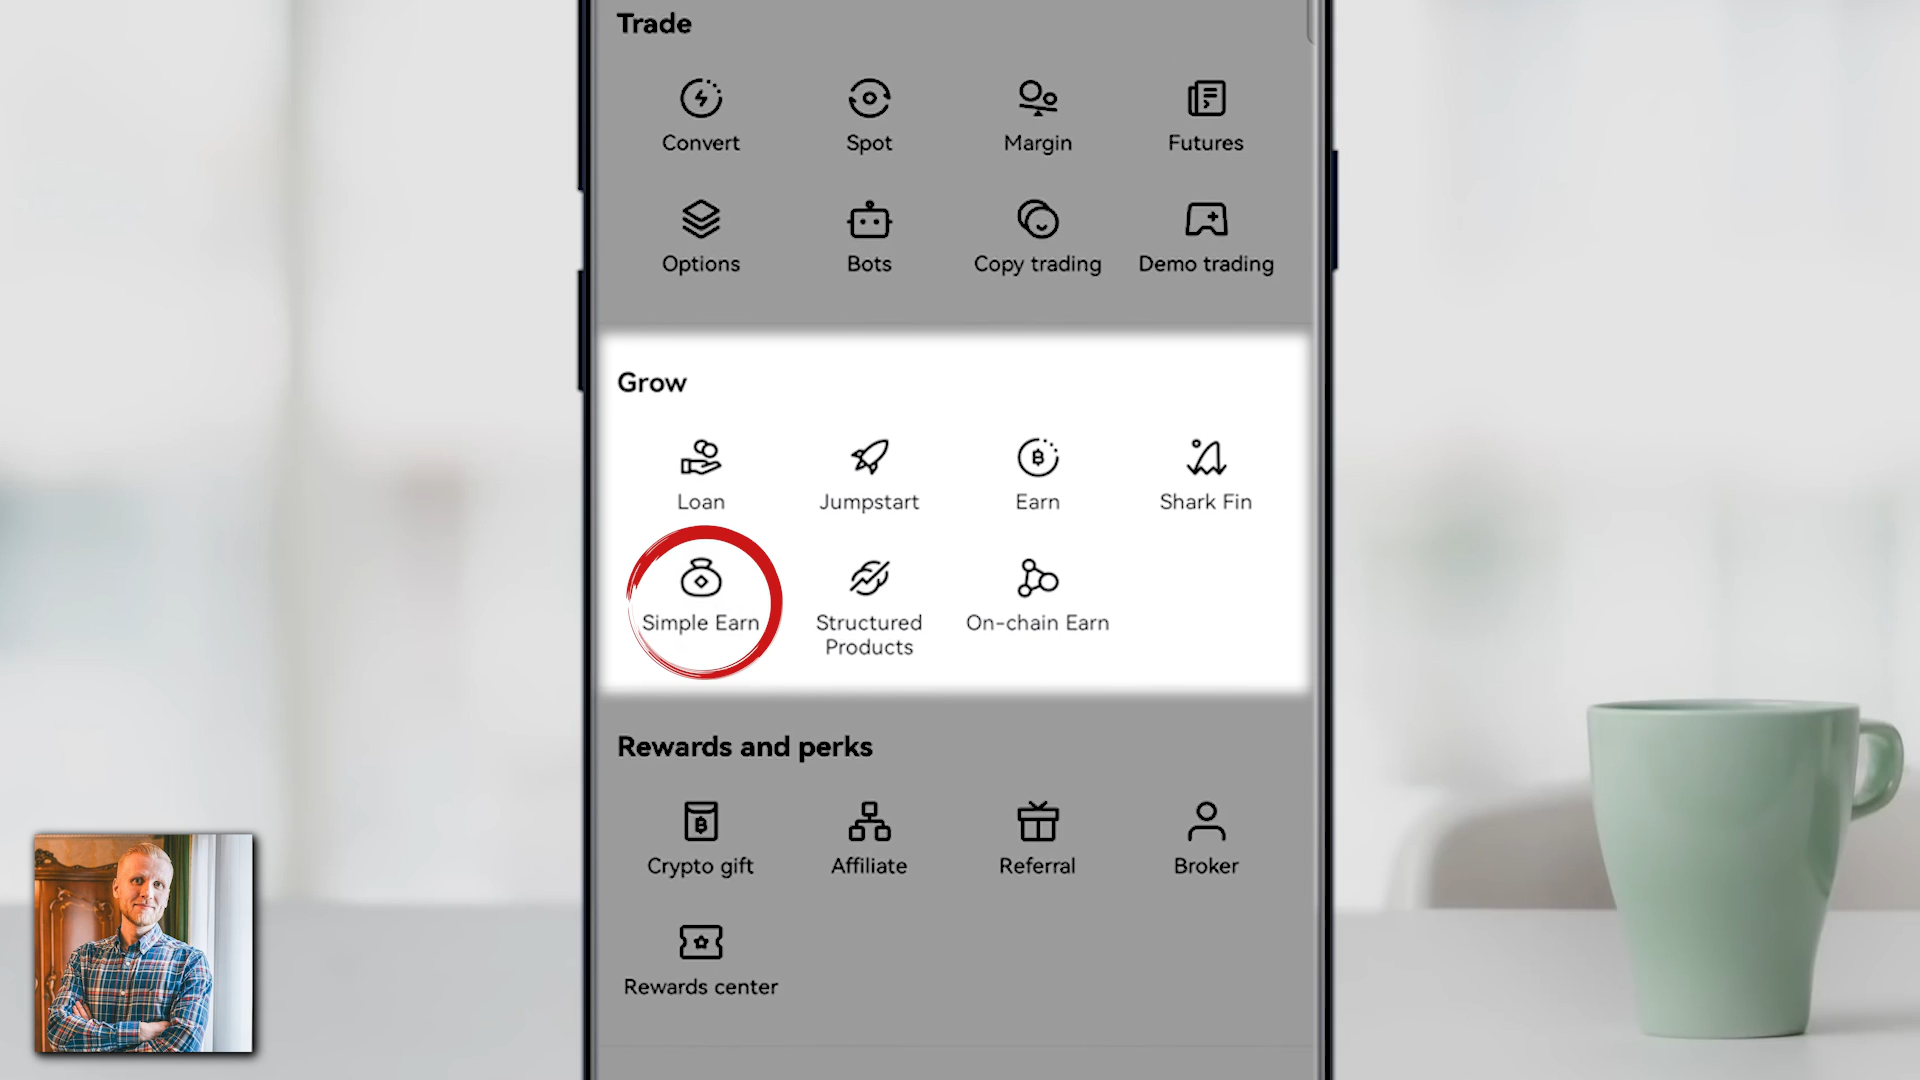 Trade
Convert
Spot
Margin
Futures
Options
Bots
Copy trading
Demo trading
Grow
Loan
Jumpstart
Earn
Shark Fin
Simple Earn
Structured
Products
On-chain Earn
Rewards and perks
Crypto gift
Affiliate
Referral
Broker
Rewards center